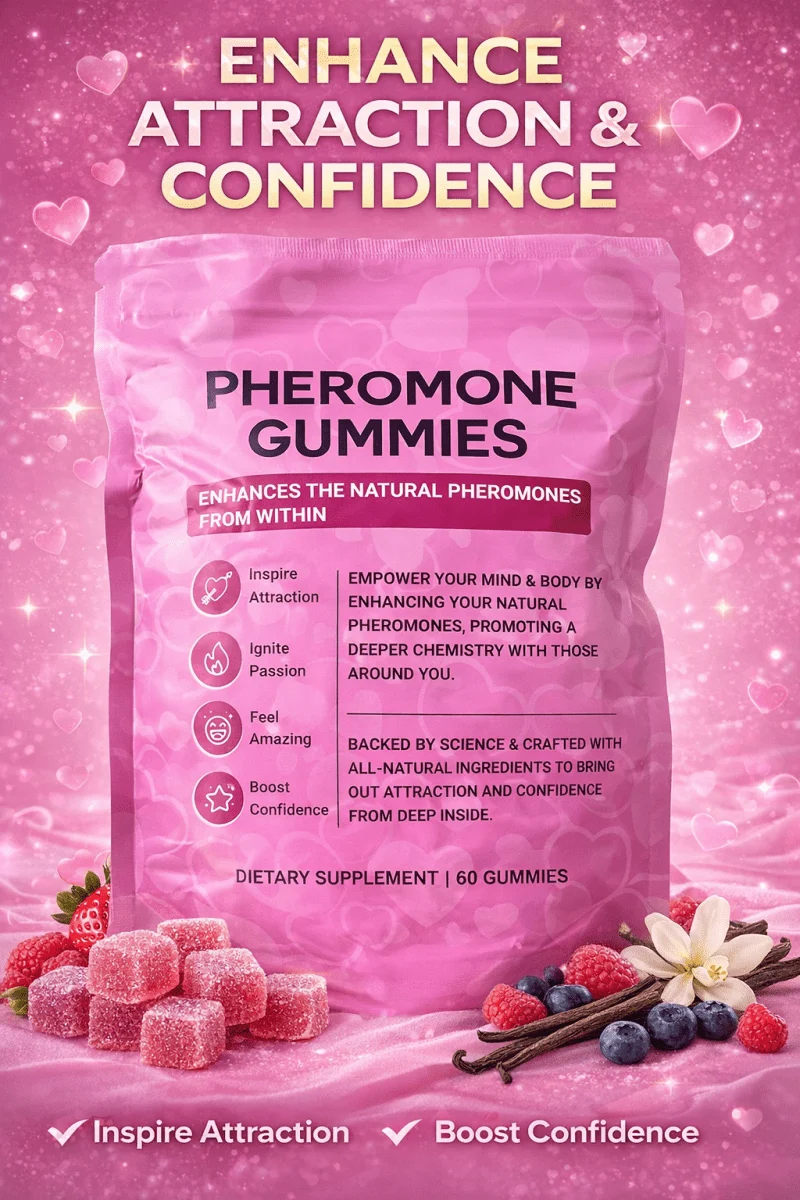 ENHANCE
ATTRACTION &
CONFIDENCE
PHEROMONE
GUMMIES
ENHANCES THE NATURAL PHEROMONES
FROM WITHIN
Inspire
Attraction
Ignite
Passion
Feel
Amazing
Boost
Confidence
EMPOWER YOUR MIND & BODY BY
ENHANCING YOUR NATURAL
PHEROMONES, PROMOTING A
DEEPER CHEMISTRY WITH THOSE
AROUND YOU.
BACKED BY SCIENCE & CRAFTED WITH
ALL-NATURAL INGREDIENTS TO BRING
OUT ATTRACTION AND CONFIDENCE
FROM DEEP INSIDE.
DIETARY SUPPLEMENT | 60 GUMMIES
Inspire Attraction
Boost Confidence